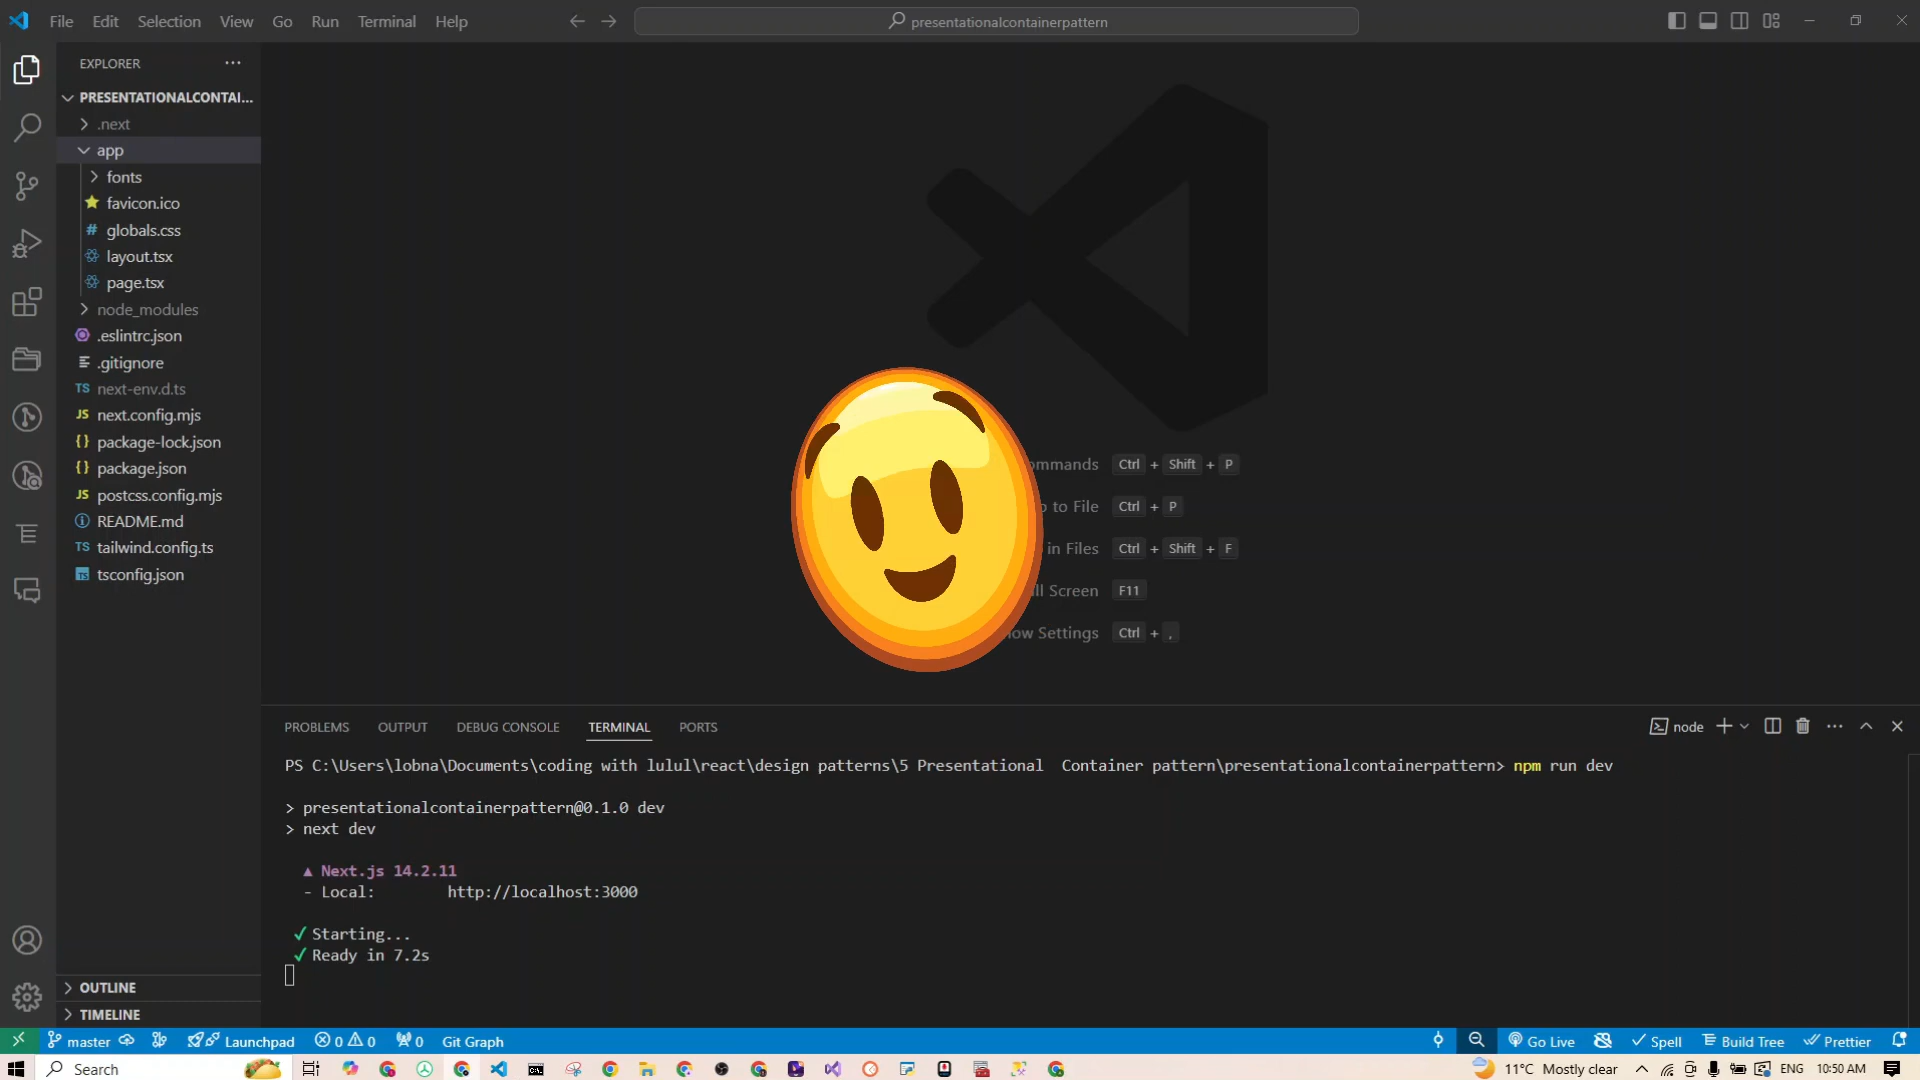 File Edit Selection View Go Run Terminal Help
presentationalcontainerpattern
EXPLORER
PRESENTATIONALCONTAI...
.next
app
fonts
favicon.ico
globals.css
layout.tsx
page.tsx
node_modules
.eslintrc.json
.gitignore
next-env.d.ts
next.config.mjs
package-lock.json
package.json
postcss.config.mjs
README.md
tailwind.config.ts
tsconfig.json
OUTLINE
TIMELINE
ommands Ctrl + Shift + P
to File Ctrl + P
in Files Ctrl + Shift + F
ll Screen F11
how Settings Ctrl + ,
PROBLEMS OUTPUT DEBUG CONSOLE TERMINAL PORTS
node
PS C:\Users\lobna\Documents\coding with lulul\react\design patterns\5 Presentational  Container pattern\presentationalcontainerpattern> npm run dev
> presentationalcontainerpattern@0.1.0 dev
> next dev
▲ Next.js 14.2.11
- Local: http://localhost:3000
✓ Starting...
✓ Ready in 7.2s
master Launchpad 0 0 0 Git Graph Go Live Spell Build Tree Prettier
Search 11°C Mostly clear ENG 10:50 AM